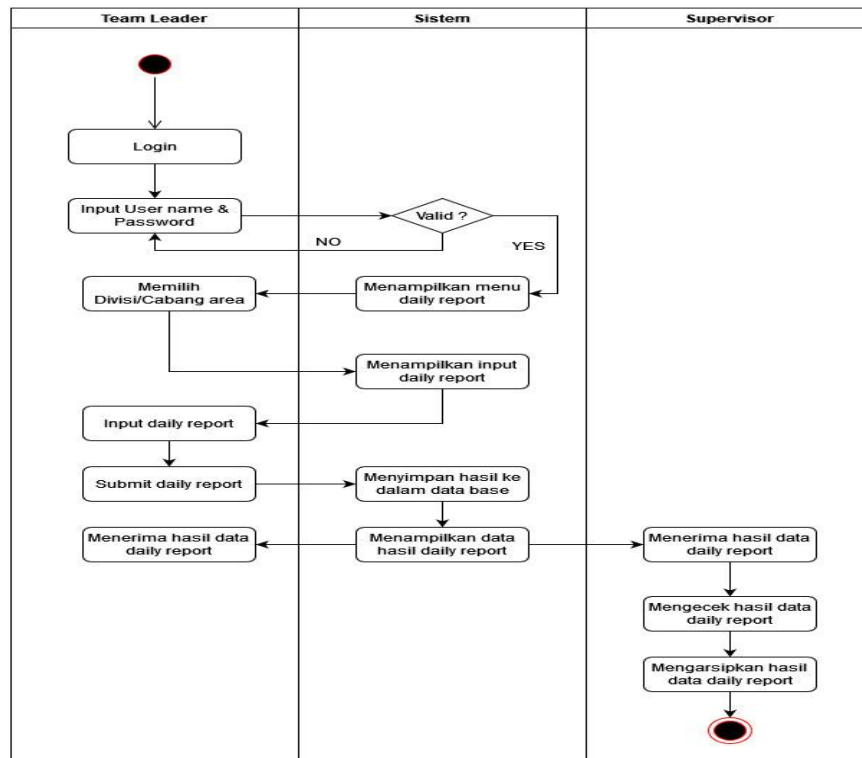 Team Leader
Sistem
Supervisor
Login
Input User name &
Password
Valid ?
NO
YES
Memilih
Divisi/Cabang area
Menampilkan menu
daily report
Menampilkan input
daily report
Input daily report
Submit daily report
Menyimpan hasil ke
dalam data base
Menerima hasil data
daily report
Menampilkan data
hasil daily report
Menerima hasil data
daily report
Mengecek hasil data
daily report
Mengarsipkan hasil
data daily report